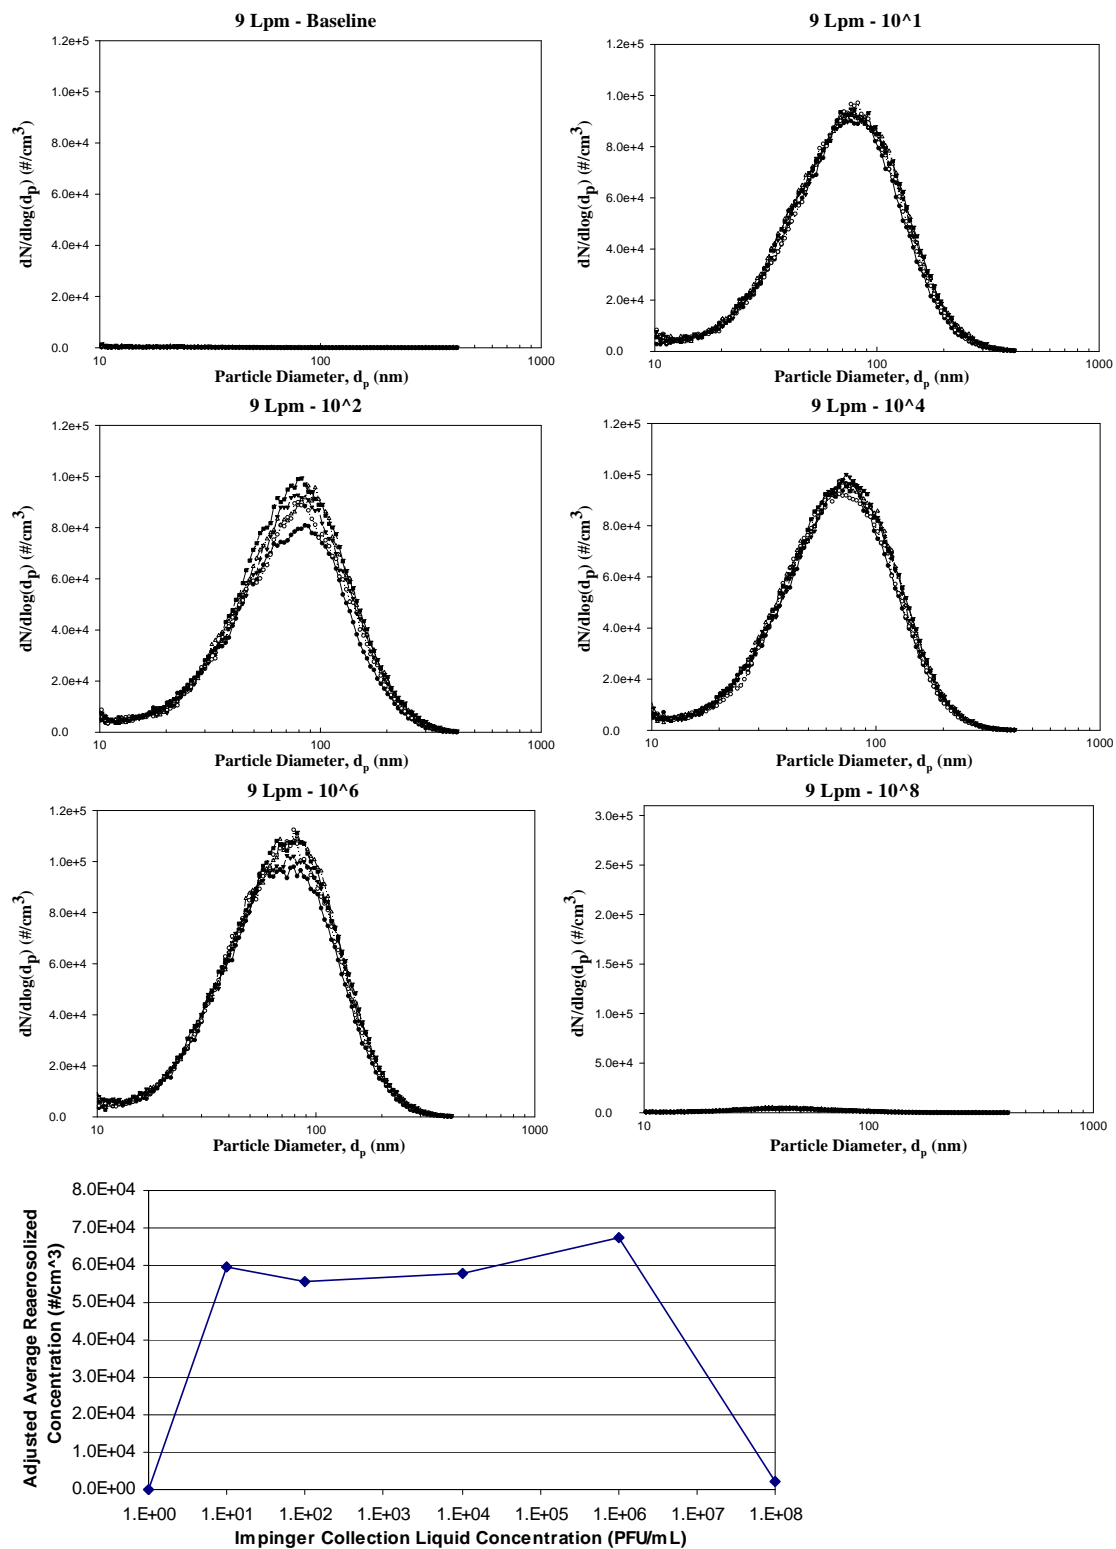 9 Lpm - Baseline
1.2e+5
1.0e+5
8.0e+4
6.0e+4
4.0e+4
2.0e+4
0.0
dN/dlog(dp) (#/cm3)
10 100 1000
Particle Diameter, dp (nm)
9 Lpm - 10^1
1.2e+5
1.0e+5
8.0e+4
6.0e+4
4.0e+4
2.0e+4
0.0
dN/dlog(dp) (#/cm3)
10 100 1000
Particle Diameter, dp (nm)
9 Lpm - 10^2
1.2e+5
1.0e+5
8.0e+4
6.0e+4
4.0e+4
2.0e+4
0.0
dN/dlog(dp) (#/cm3)
10 100 1000
Particle Diameter, dp (nm)
9 Lpm - 10^4
1.2e+5
1.0e+5
8.0e+4
6.0e+4
4.0e+4
2.0e+4
0.0
dN/dlog(dp) (#/cm3)
10 100 1000
Particle Diameter, dp (nm)
9 Lpm - 10^6
1.2e+5
1.0e+5
8.0e+4
6.0e+4
4.0e+4
2.0e+4
0.0
dN/dlog(dp) (#/cm3)
10 100 1000
Particle Diameter, dp (nm)
9 Lpm - 10^8
3.0e+5
2.5e+5
2.0e+5
1.5e+5
1.0e+5
5.0e+4
0.0
dN/dlog(dp) (#/cm3)
10 100 1000
Particle Diameter, dp (nm)
8.0E+04
7.0E+04
6.0E+04
5.0E+04
4.0E+04
3.0E+04
2.0E+04
1.0E+04
0.0E+00
Adjusted Average Reaerosolized
Concentration (#/cm^3)
1.E+00 1.E+01 1.E+02 1.E+03 1.E+04 1.E+05 1.E+06 1.E+07 1.E+08
Impinger Collection Liquid Concentration (PFU/mL)